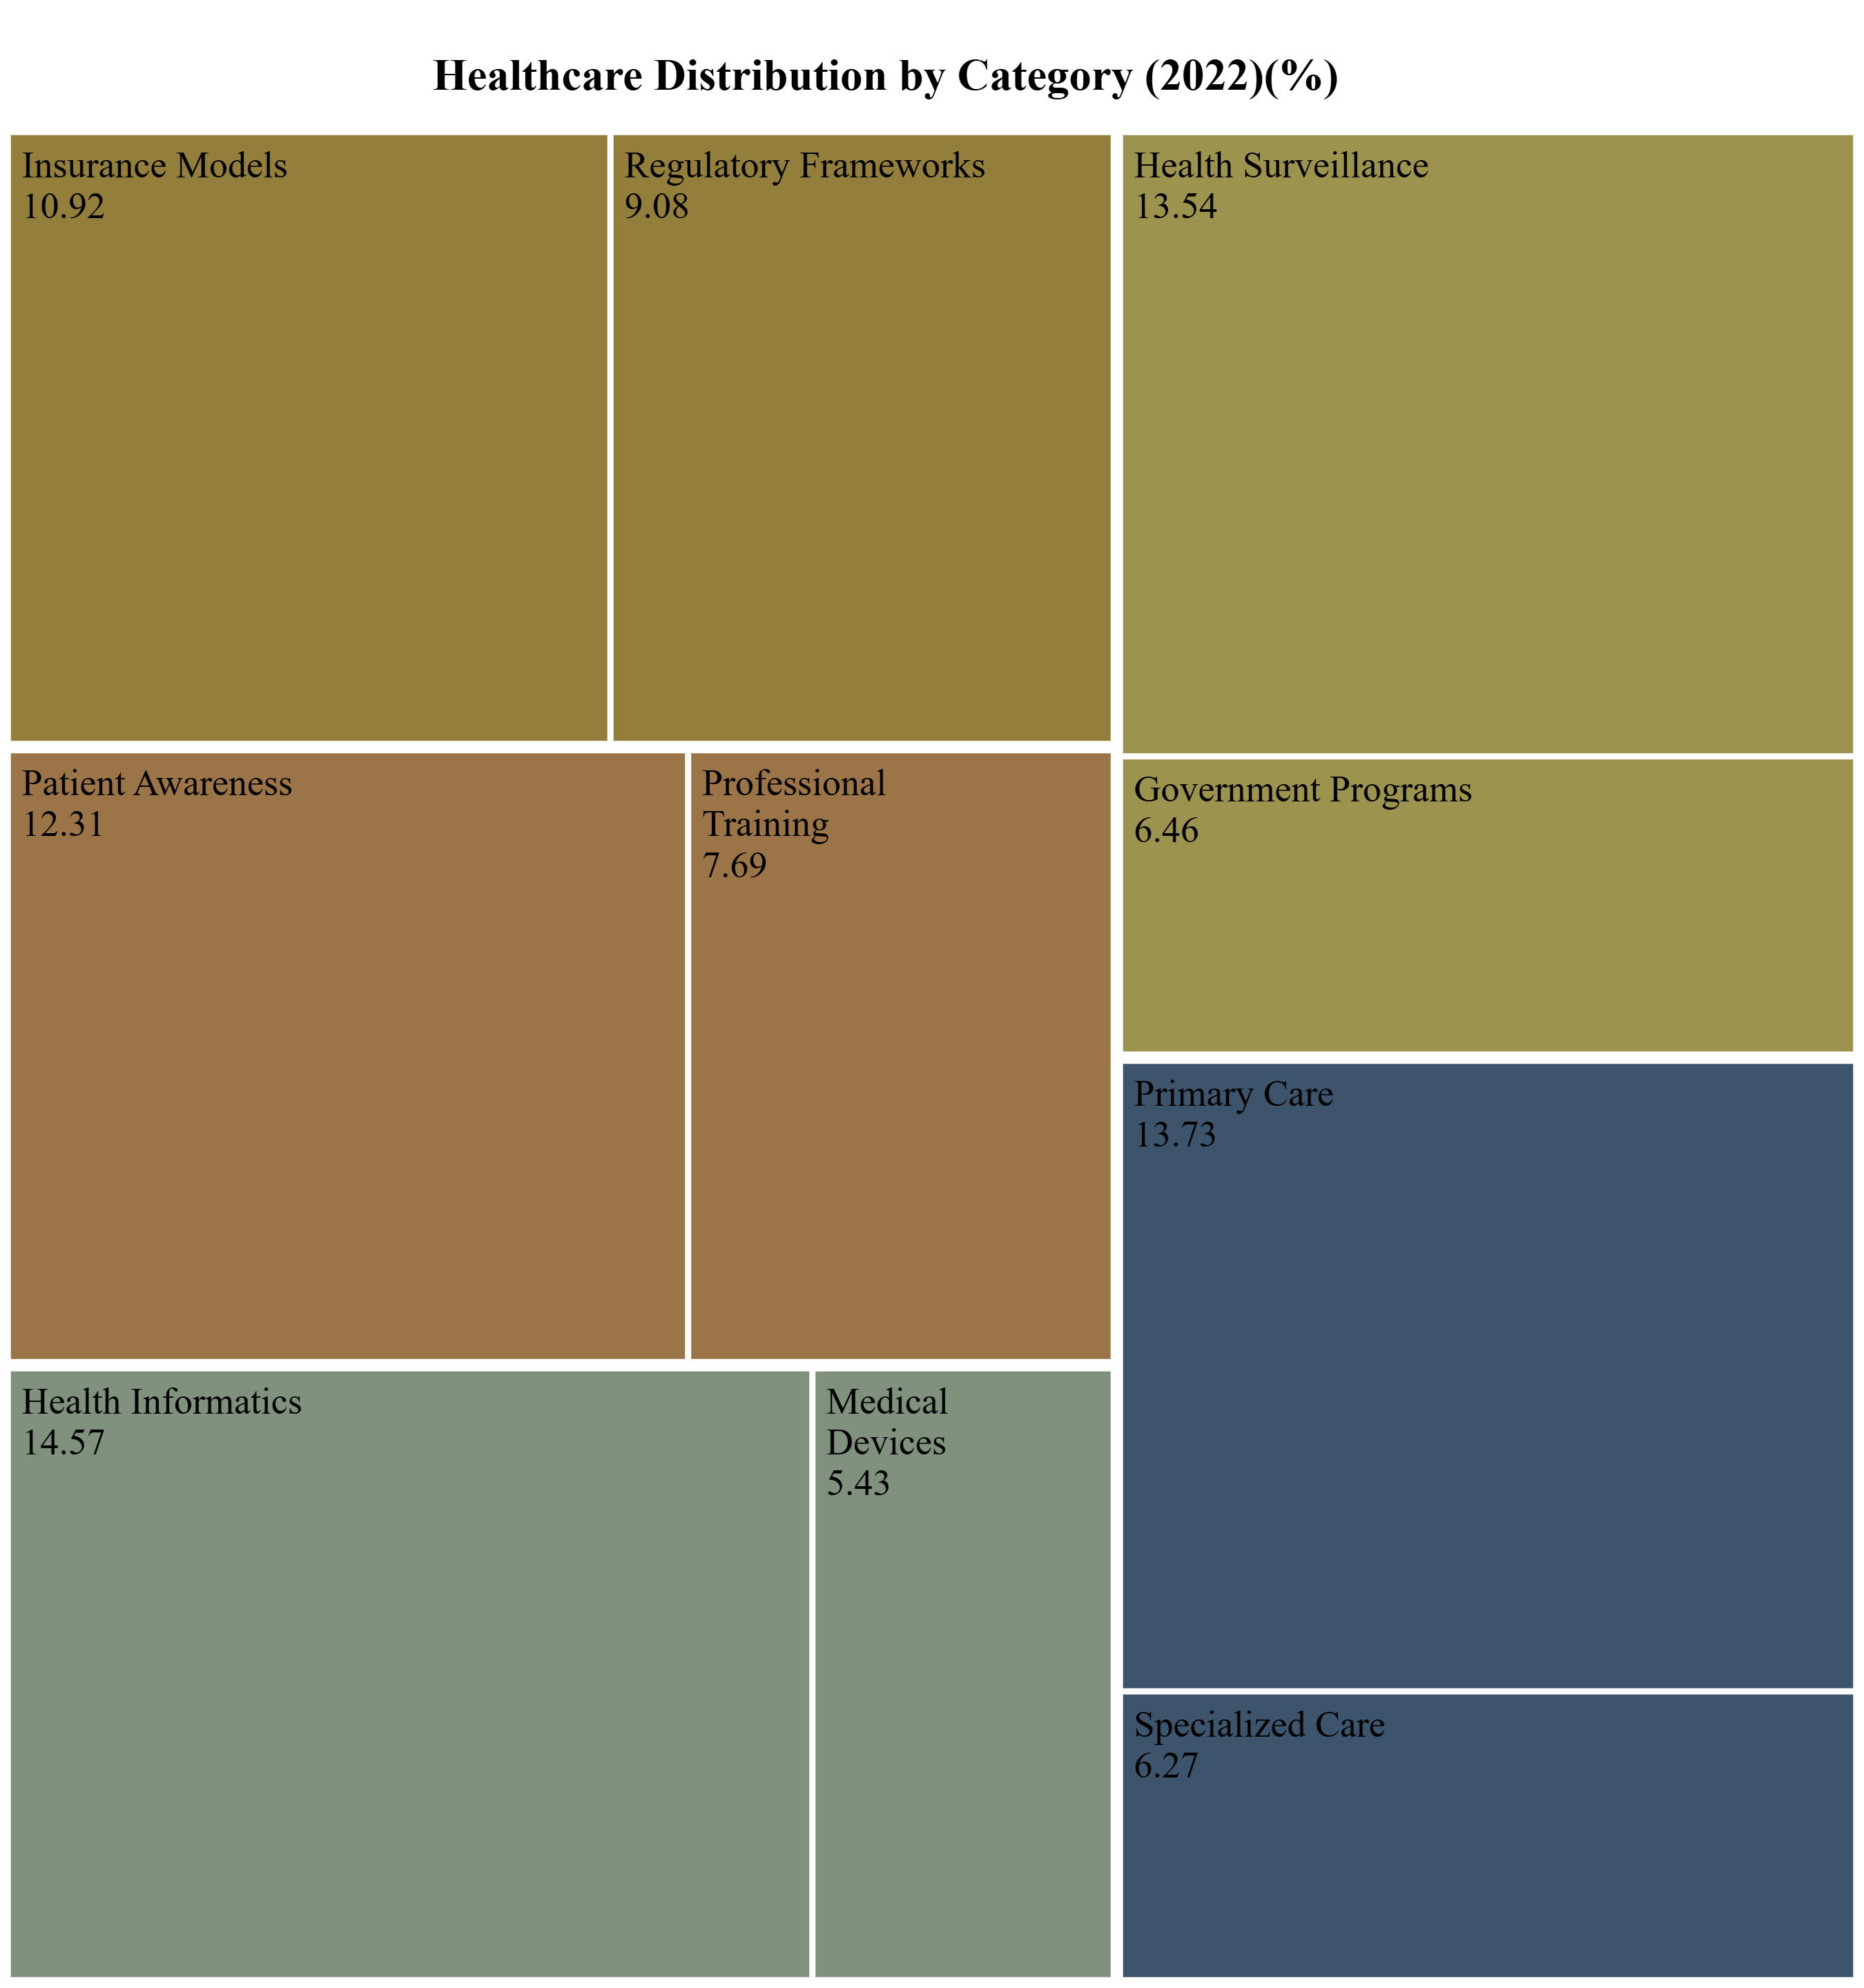 Healthcare Distribution by Category (2022)(%)
Insurance Models
10.92
Regulatory Frameworks
9.08
Health Surveillance
13.54
Patient Awareness
12.31
Professional
Training
7.69
Government Programs
6.46
Primary Care
13.73
Health Informatics
14.57
Medical
Devices
5.43
Specialized Care
6.27